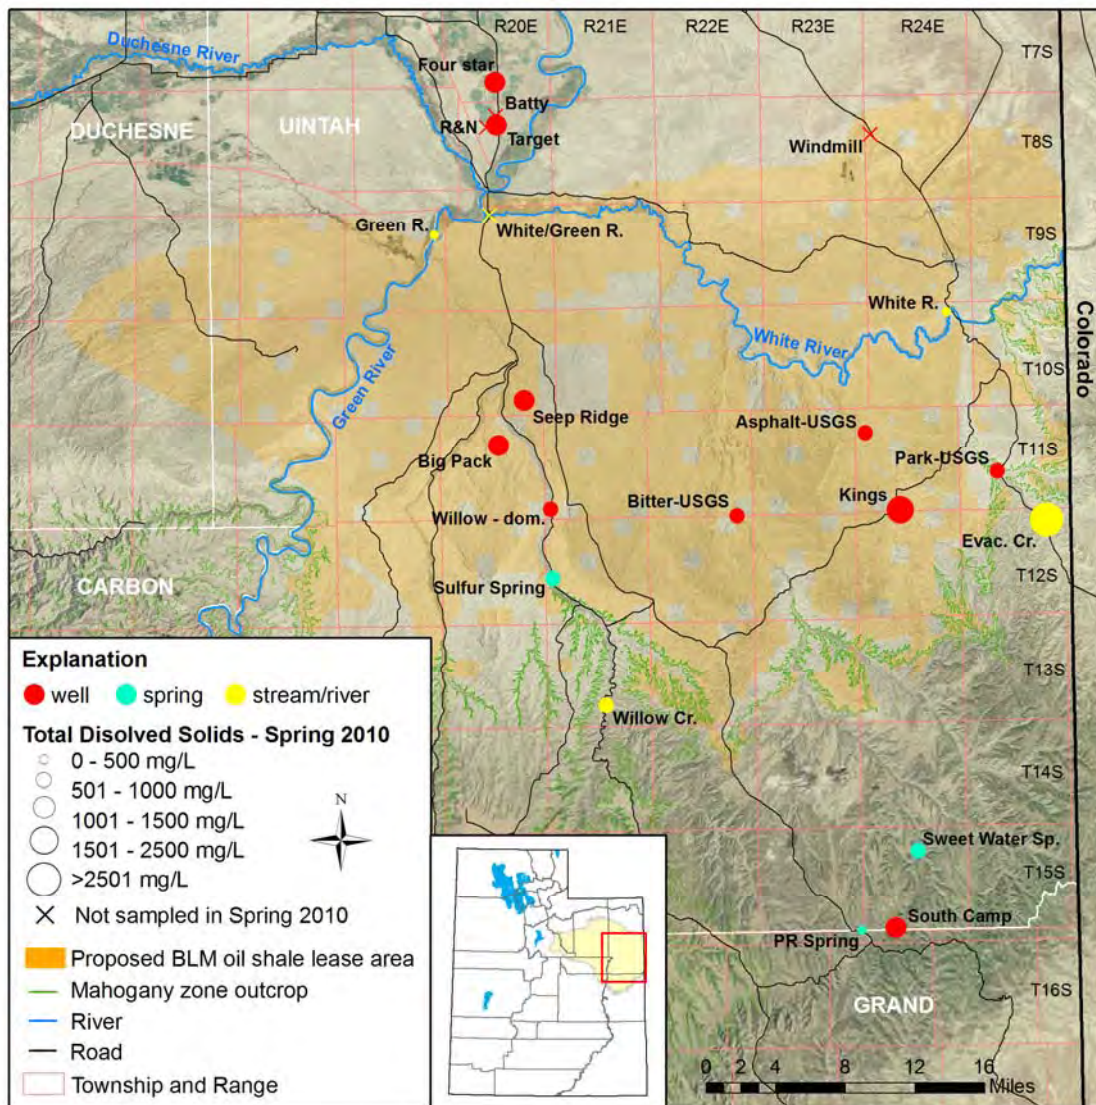 R20E R21E R22E R23E R24E
T7S
T8S
T9S
T10S
T11S
T12S
T13S
T14S
T15S
T16S
Duchesne River
Four star
Batty
R&N
Target
DUCHESNE
UINTAH
Windmill
Green R.
White/Green R.
White R.
White River
Green River
Colorado
Seep Ridge
Asphalt-USGS
Big Pack
Park-USGS
Kings
Willow - dom.
Bitter-USGS
Evac. Cr.
CARBON
Sulfur Spring
Willow Cr.
Sweet Water Sp.
South Camp
PR Spring
GRAND
Explanation
well spring stream/river
Total Disolved Solids - Spring 2010
0 - 500 mg/L
501 - 1000 mg/L
1001 - 1500 mg/L
1501 - 2500 mg/L
>2501 mg/L
Not sampled in Spring 2010
Proposed BLM oil shale lease area
Mahogany zone outcrop
River
Road
Township and Range
N
0 2 4 8 12 16
Miles